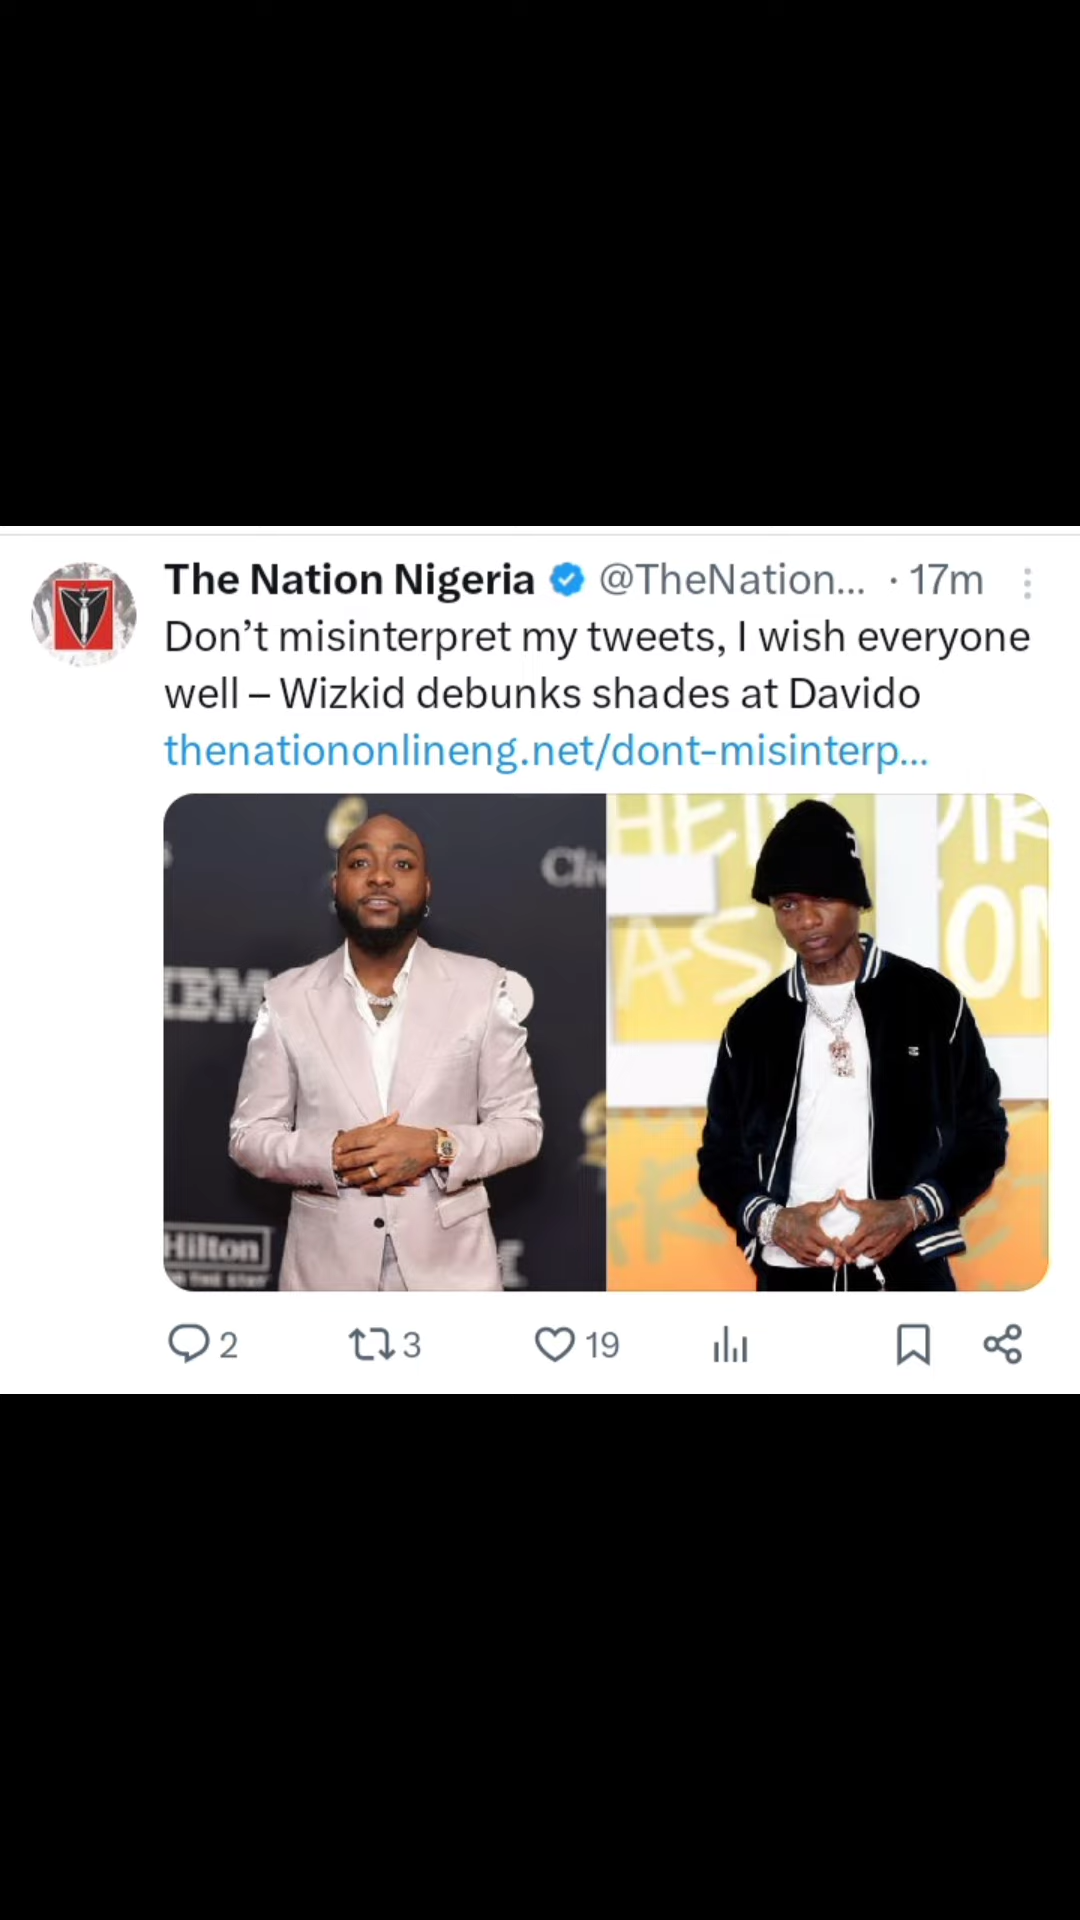 The Nation Nigeria @TheNation... · 17m
Don’t misinterpret my tweets, I wish everyone
well – Wizkid debunks shades at Davido
thenationonlineng.net/dont-misinterp...
IBM
Hilton
2 3 19